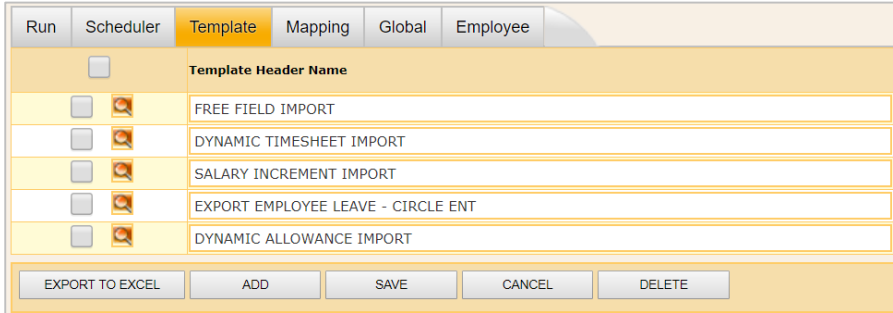 Run Scheduler Template Mapping Global Employee
Template Header Name
FREE FIELD IMPORT
DYNAMIC TIMESHEET IMPORT
SALARY INCREMENT IMPORT
EXPORT EMPLOYEE LEAVE - CIRCLE ENT
DYNAMIC ALLOWANCE IMPORT
EXPORT TO EXCEL ADD SAVE CANCEL DELETE